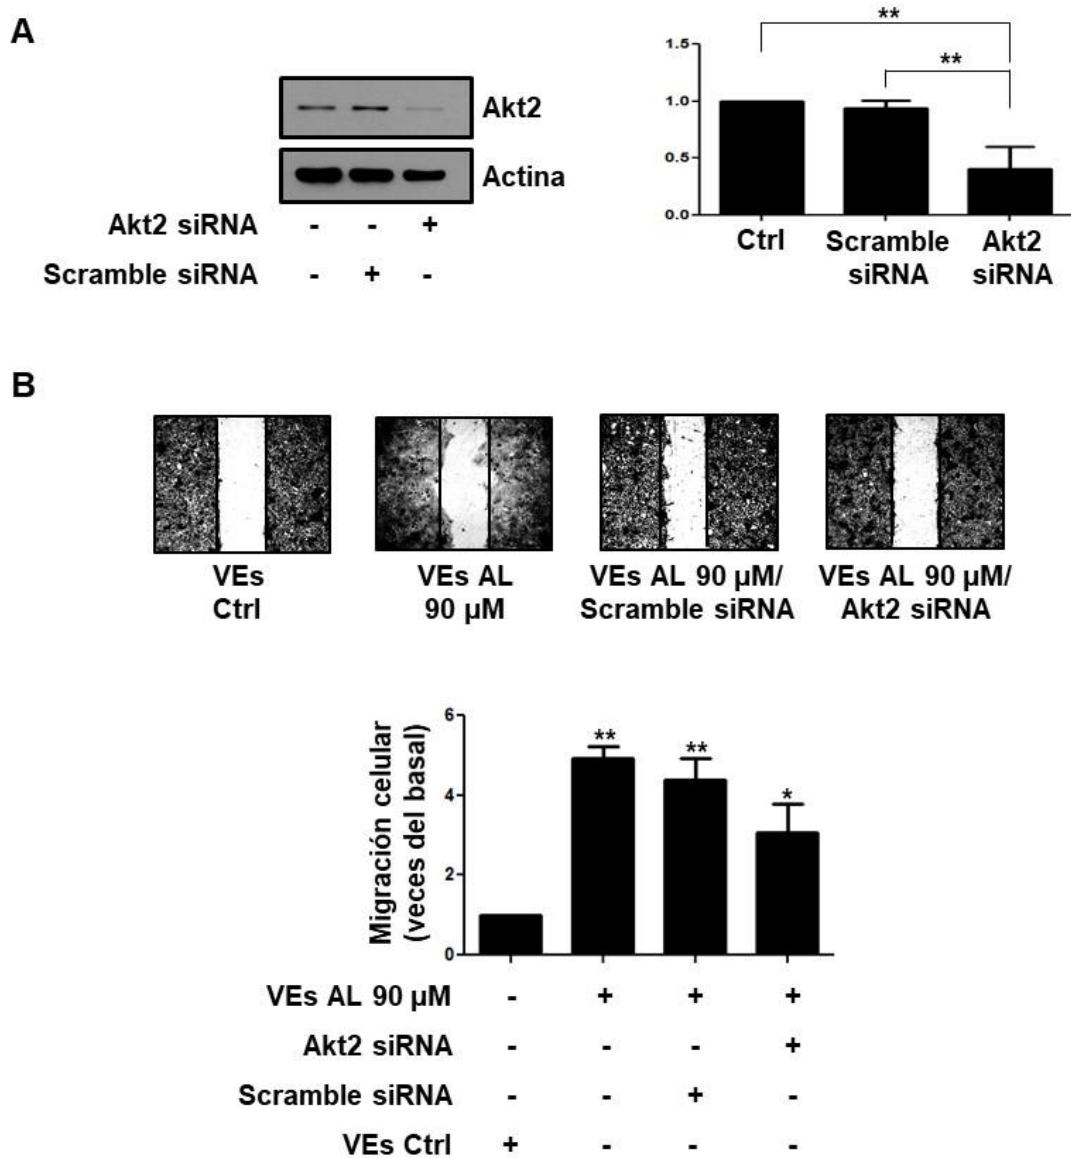 A
Akt2
Actina
Akt2 siRNA - - +
Scramble siRNA - + -
**
**
1.5
1.0
0.5
0.0
Ctrl
Scramble
siRNA
Akt2
siRNA
B
VEs
Ctrl
VEs AL
90 µM
VEs AL 90 µM/
Scramble siRNA
VEs AL 90 µM/
Akt2 siRNA
Migración celular
(veces del basal)
6
4
2
0
**
**
*
VEs AL 90 µM - + + +
Akt2 siRNA - - - +
Scramble siRNA - - + -
VEs Ctrl + - - -